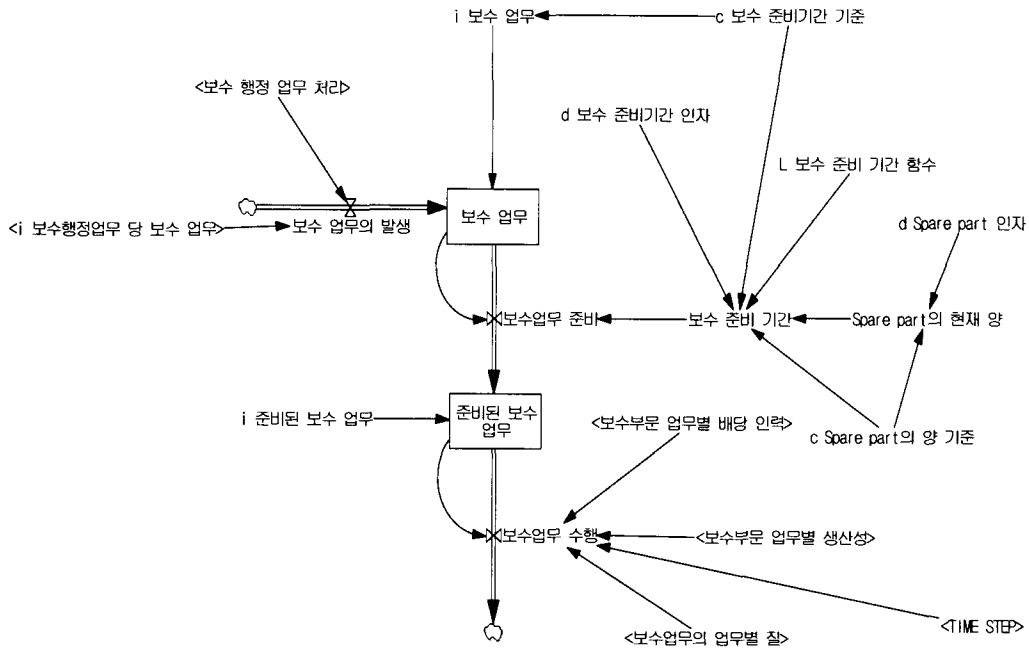 i 보수 업무
c 보수 준비기간 기준
<보수 행정 업무 처리>
d 보수 준비기간 인자
L 보수 준비 기간 함수
보수 업무
<i 보수행정업무 당 보수 업무>
보수 업무의 발생
d Spare part 인자
보수업무 준비
보수 준비 기간
Spare part의 현재 양
i 준비된 보수 업무
준비된 보수
업무
<보수부문 업무별 배당 인력>
c Spare part의 양 기준
보수업무 수행
<보수부문 업무별 생산성>
<TIME STEP>
<보수업무의 업무별 질>